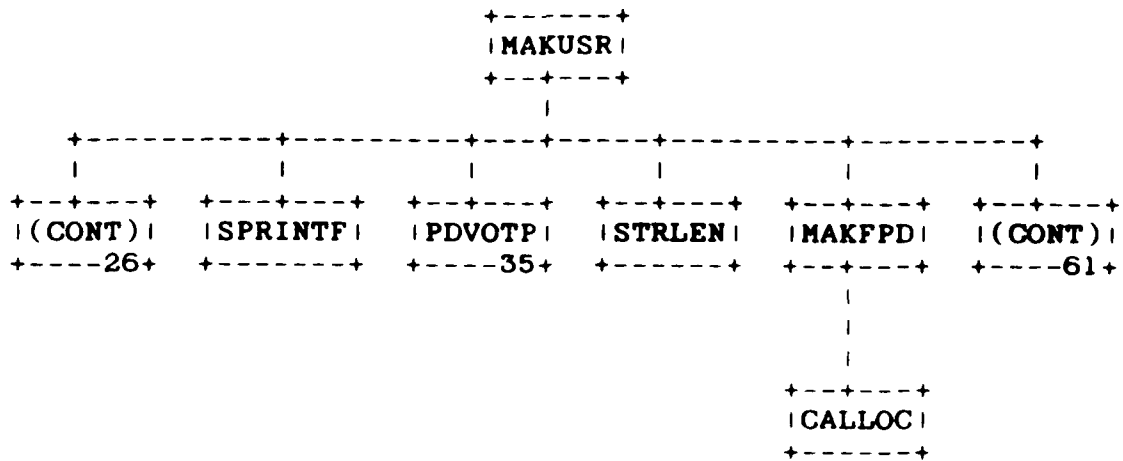 MAKUSR
(CONT) SPRINTF PDVOTP STRLEN MAKFPD (CONT)
26 35 61
CALLOC